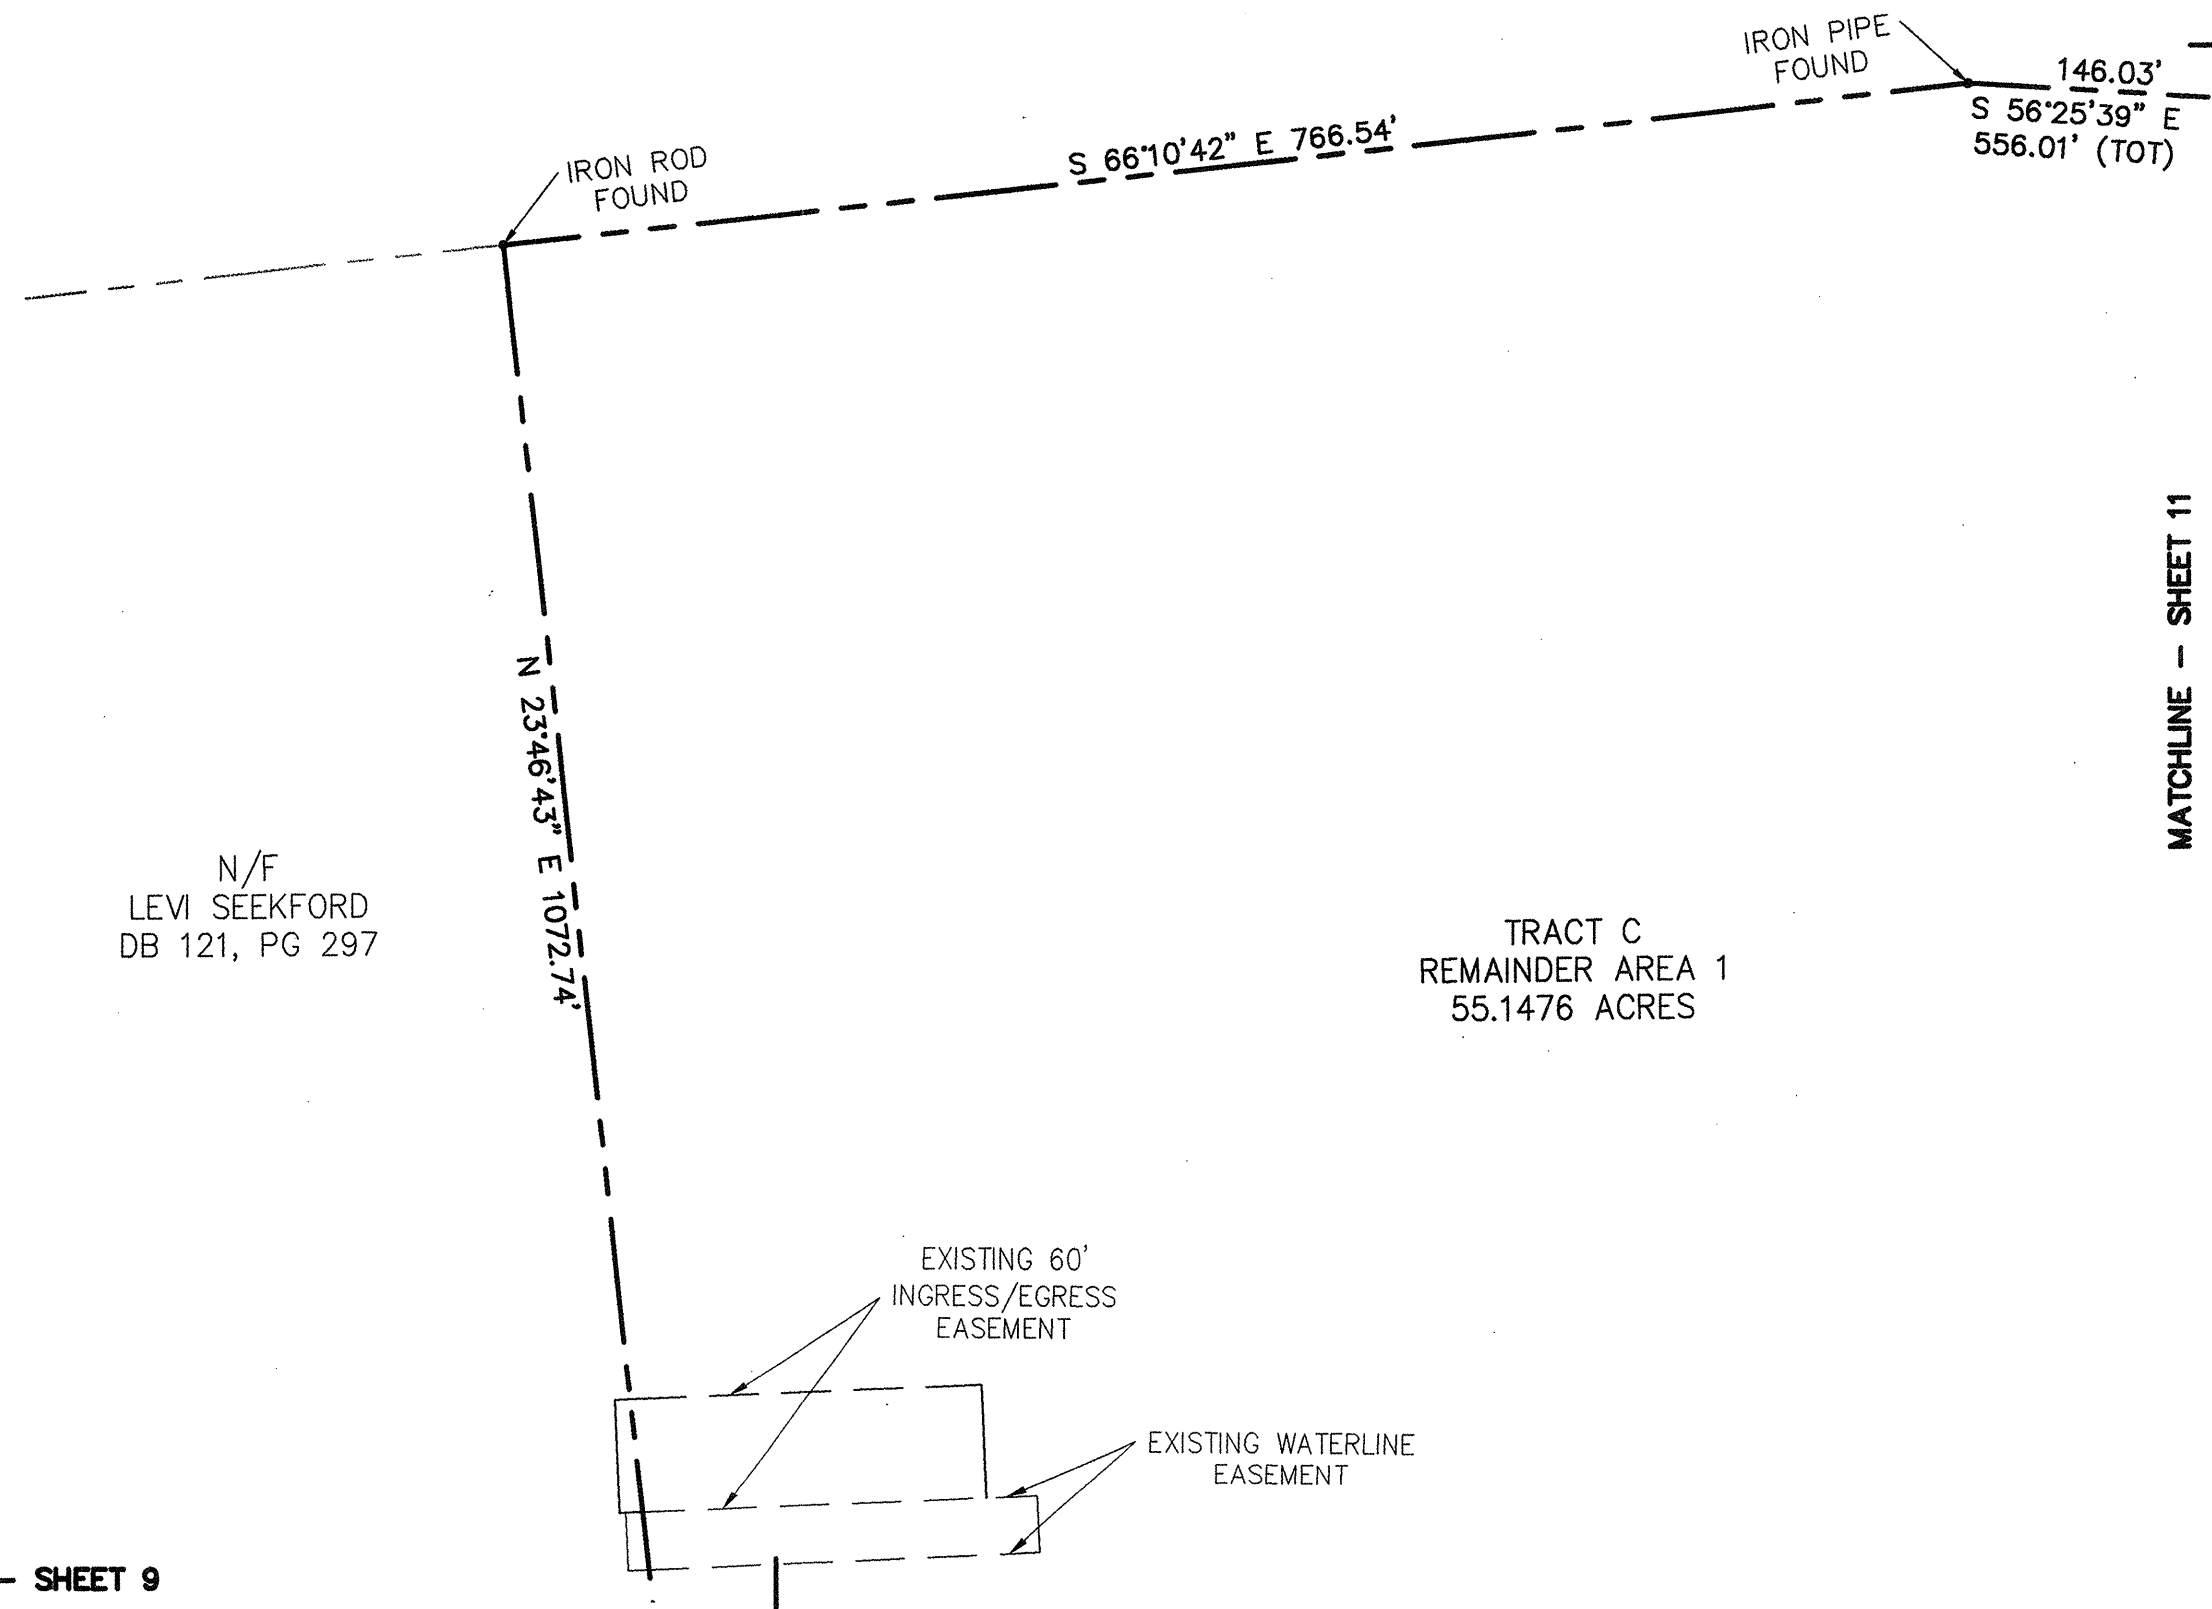 IRON PIPE
FOUND
146.03'
S 56°25'39" E
556.01' (TOT)
S 66°10'42" E 766.54'
IRON ROD
FOUND
MATCHLINE - SHEET 11
N 23°46'43" E 1072.74'
N/F
LEVI SEEKFORD
DB 121, PG 297
TRACT C
REMAINDER AREA 1
55.1476 ACRES
EXISTING 60'
INGRESS/EGRESS
EASEMENT
EXISTING WATERLINE
EASEMENT
- SHEET 9